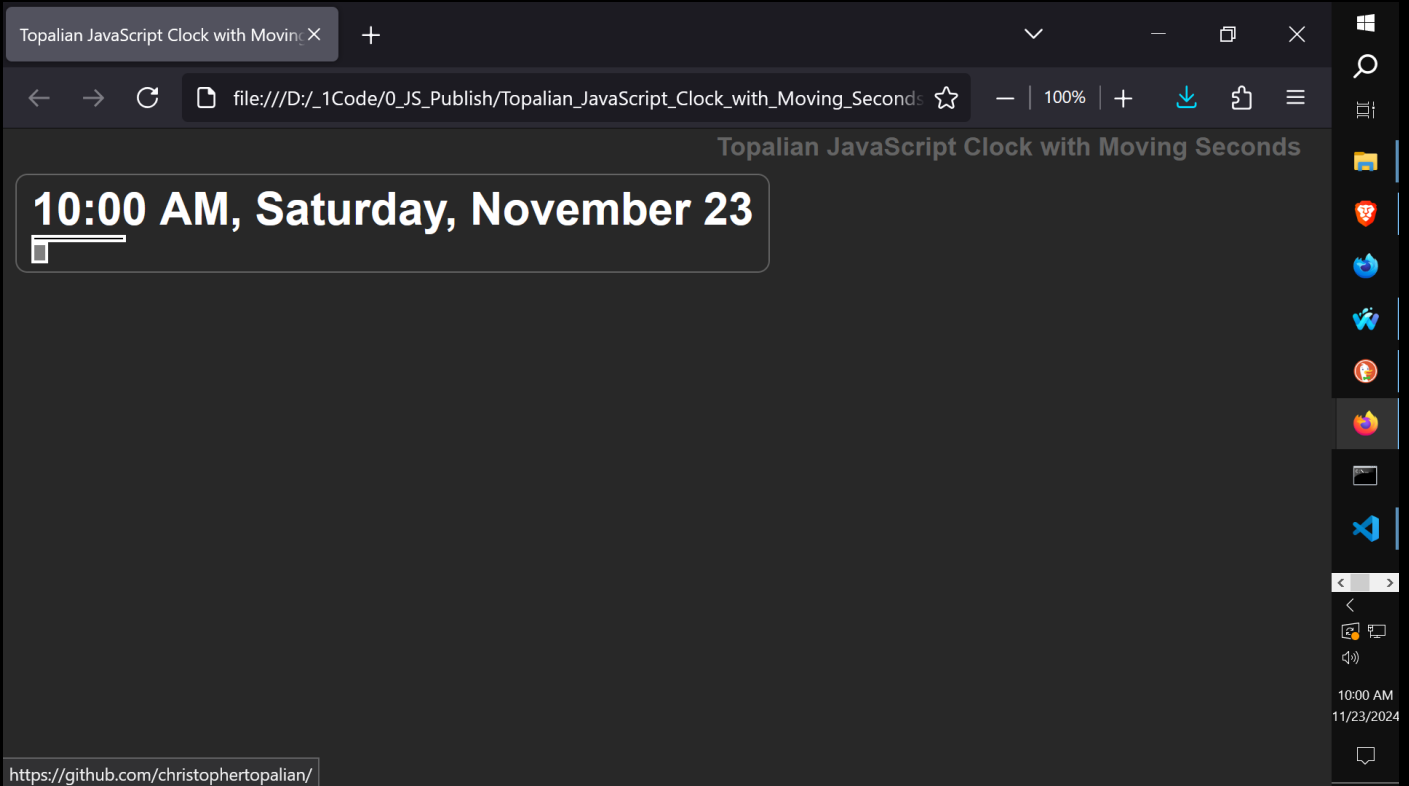 Topalian JavaScript Clock with Moving
file:///D:/_1Code/0_JS_Publish/Topalian_JavaScript_Clock_with_Moving_Seconds
100%
Topalian JavaScript Clock with Moving Seconds
10:00 AM, Saturday, November 23
10:00 AM
11/23/2024
https://github.com/christophertopalian/